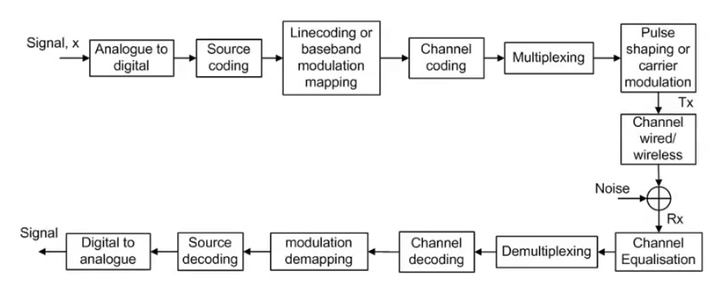 Signal, x
Analogue to
digital
Source
coding
Linecoding or
baseband
modulation
mapping
Channel
coding
Multiplexing
Pulse
shaping or
carrier
modulation
Tx
Channel
wired/
wireless
Noise
Rx
Channel
Equalisation
Demultiplexing
Channel
decoding
modulation
demapping
Source
decoding
Digital to
analogue
Signal